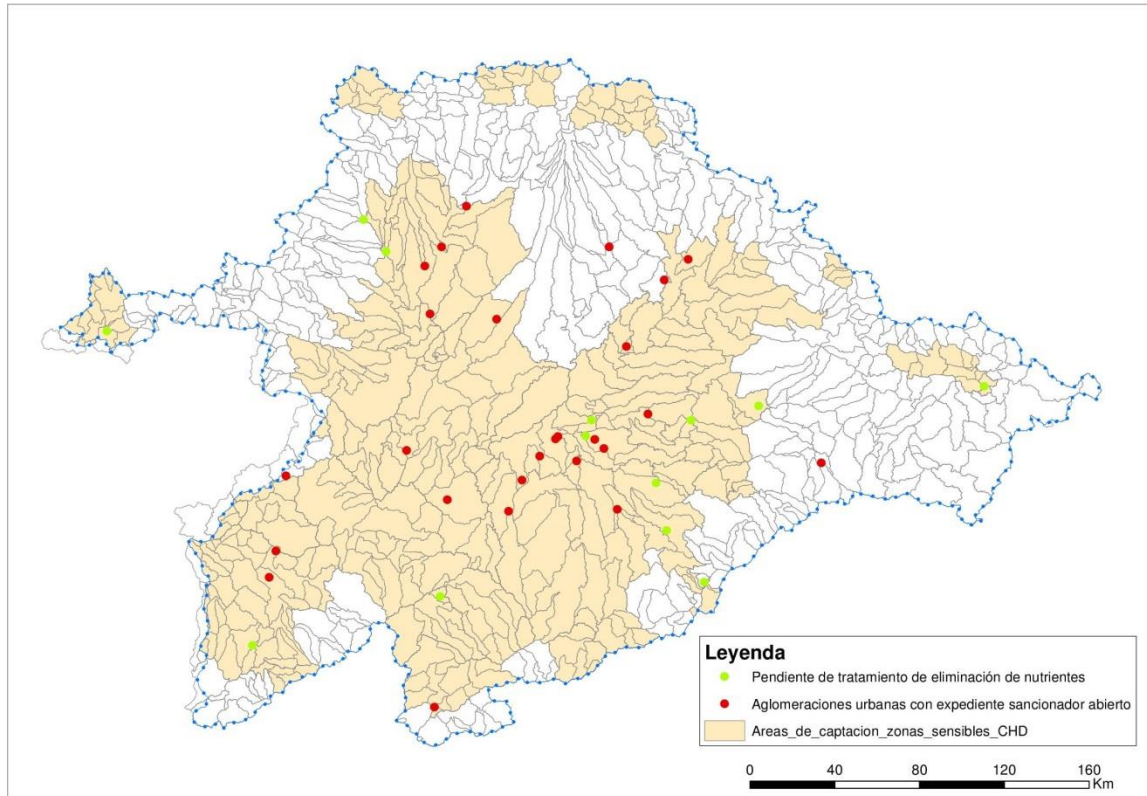 Leyenda
Pendiente de tratamiento de eliminación de nutrientes
Aglomeraciones urbanas con expediente sancionador abierto
Areas_de_captacion_zonas_sensibles_CHD
0 40 80 120 160
Km